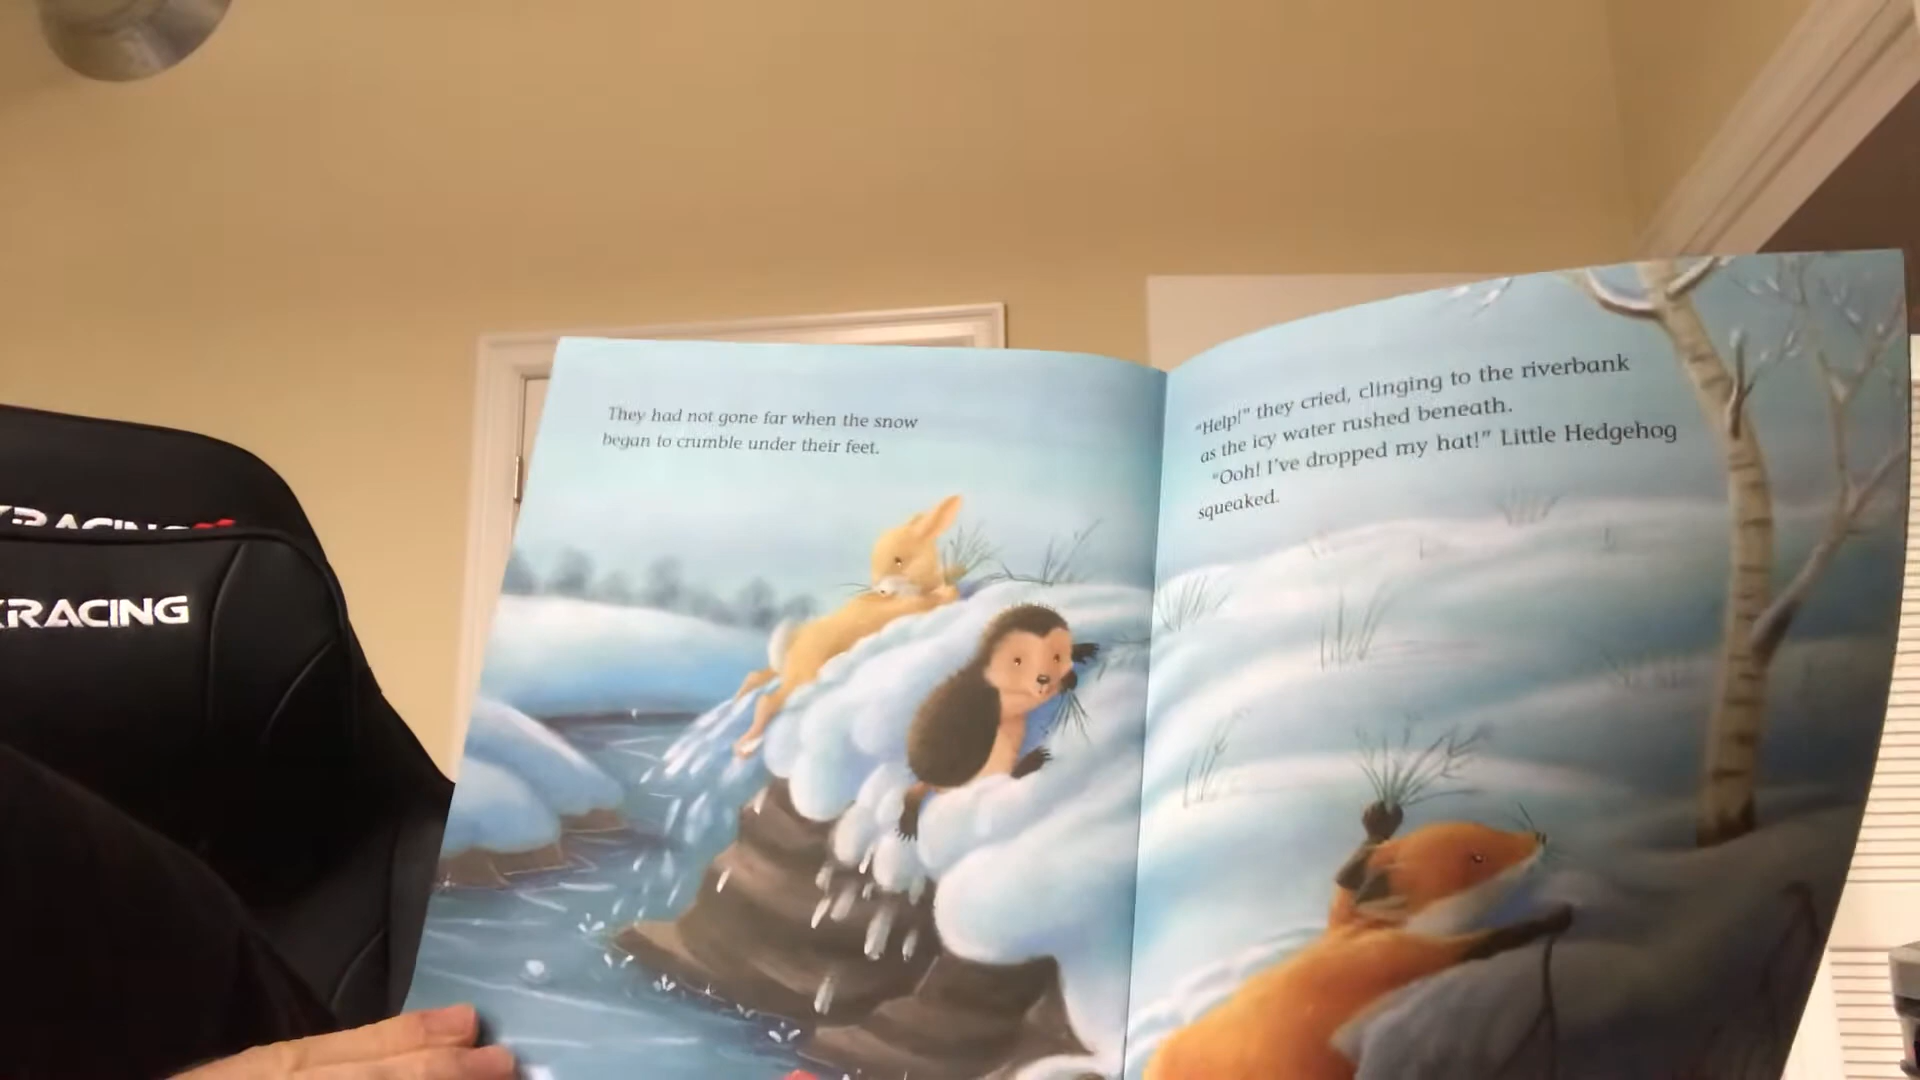 They had not gone far when the snow
began to crumble under their feet.
"Help!" they cried, clinging to the riverbank
as the icy water rushed beneath.
"Ooh! I've dropped my hat!" Little Hedgehog
squeaked.
RACING
RACING